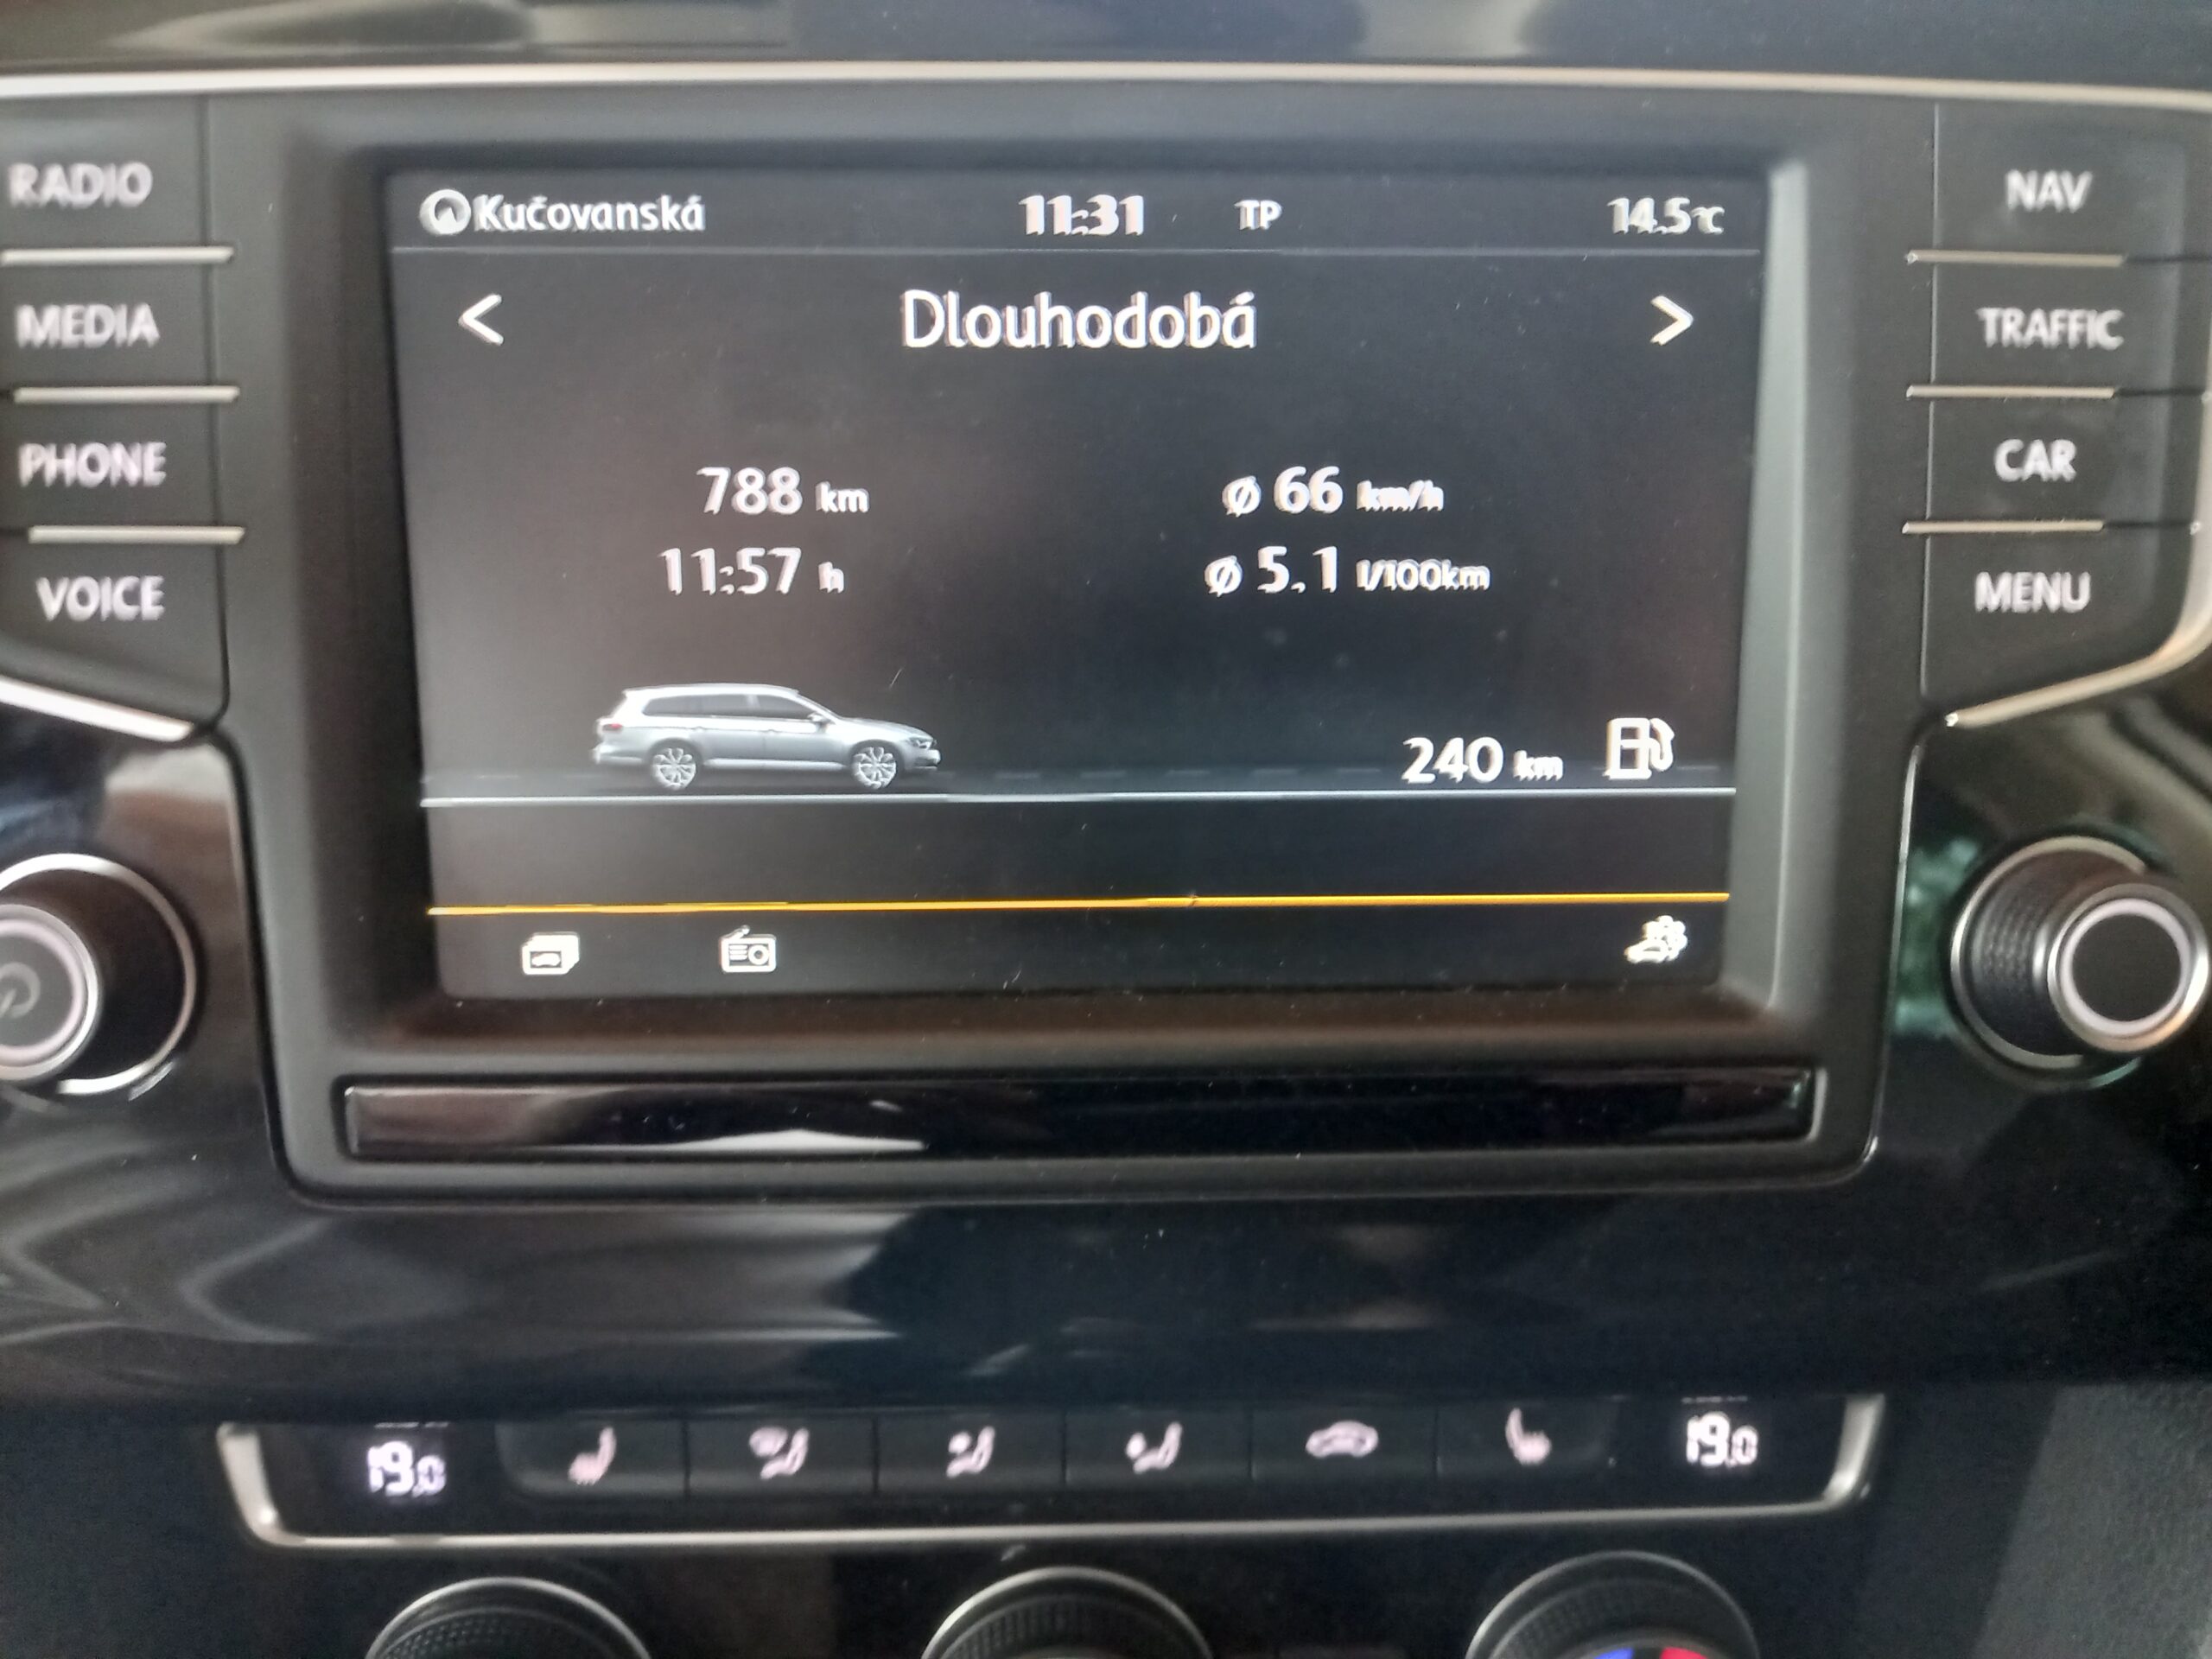 RADIO
MEDIA
PHONE
VOICE
Kučovanská 11:31 TP 14.5°C
< Dlouhodobá >
788 km ø 66 km/h
11:57 h ø 5.1 l/100km
240 km
NAV
TRAFFIC
CAR
MENU
19.0 19.0